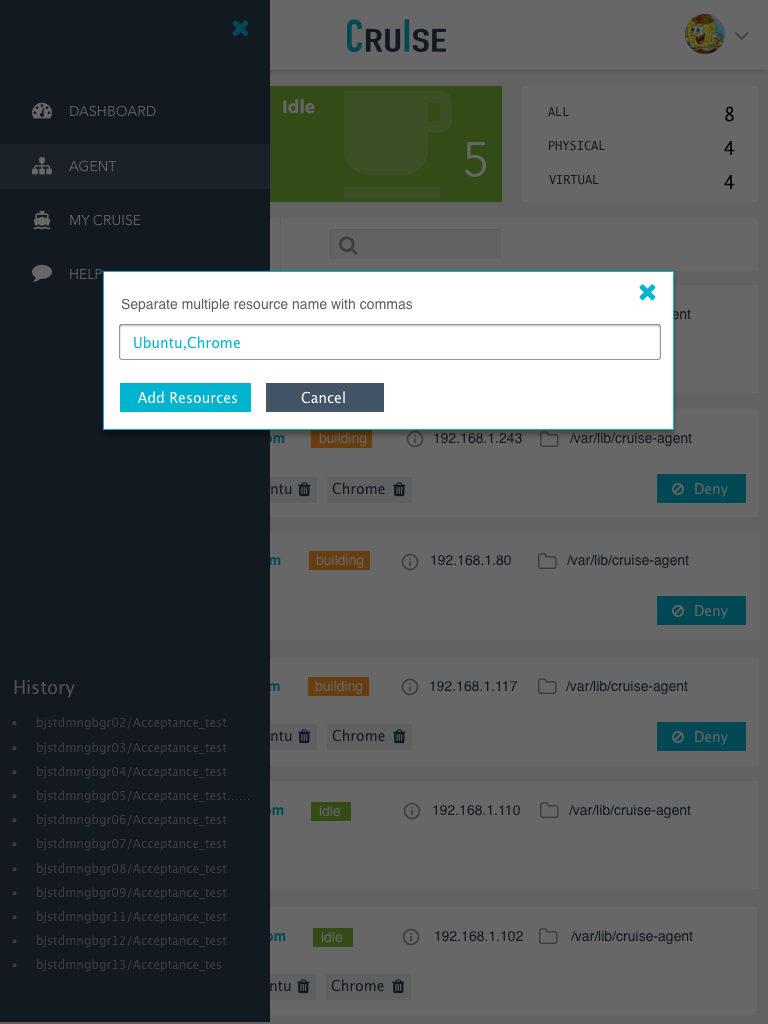 CRUISE
DASHBOARD
AGENT
MY CRUISE
HELP
Idle
5
ALL 8
PHYSICAL 4
VIRTUAL 4
Separate multiple resource name with commas
Ubuntu,Chrome
Add Resources Cancel
building 192.168.1.243 /var/lib/cruise-agent
Chrome Deny
building 192.168.1.80 /var/lib/cruise-agent
Deny
building 192.168.1.117 /var/lib/cruise-agent
Chrome Deny
idle 192.168.1.110 /var/lib/cruise-agent
idle 192.168.1.102 /var/lib/cruise-agent
Chrome
History
bjstdmngbgr02/Acceptance_test
bjstdmngbgr03/Acceptance_test
bjstdmngbgr04/Acceptance_test
bjstdmngbgr05/Acceptance_test......
bjstdmngbgr06/Acceptance_test
bjstdmngbgr07/Acceptance_test
bjstdmngbgr08/Acceptance_test
bjstdmngbgr09/Acceptance_test
bjstdmngbgr11/Acceptance_test
bjstdmngbgr12/Acceptance_test
bjstdmngbgr13/Acceptance_tes